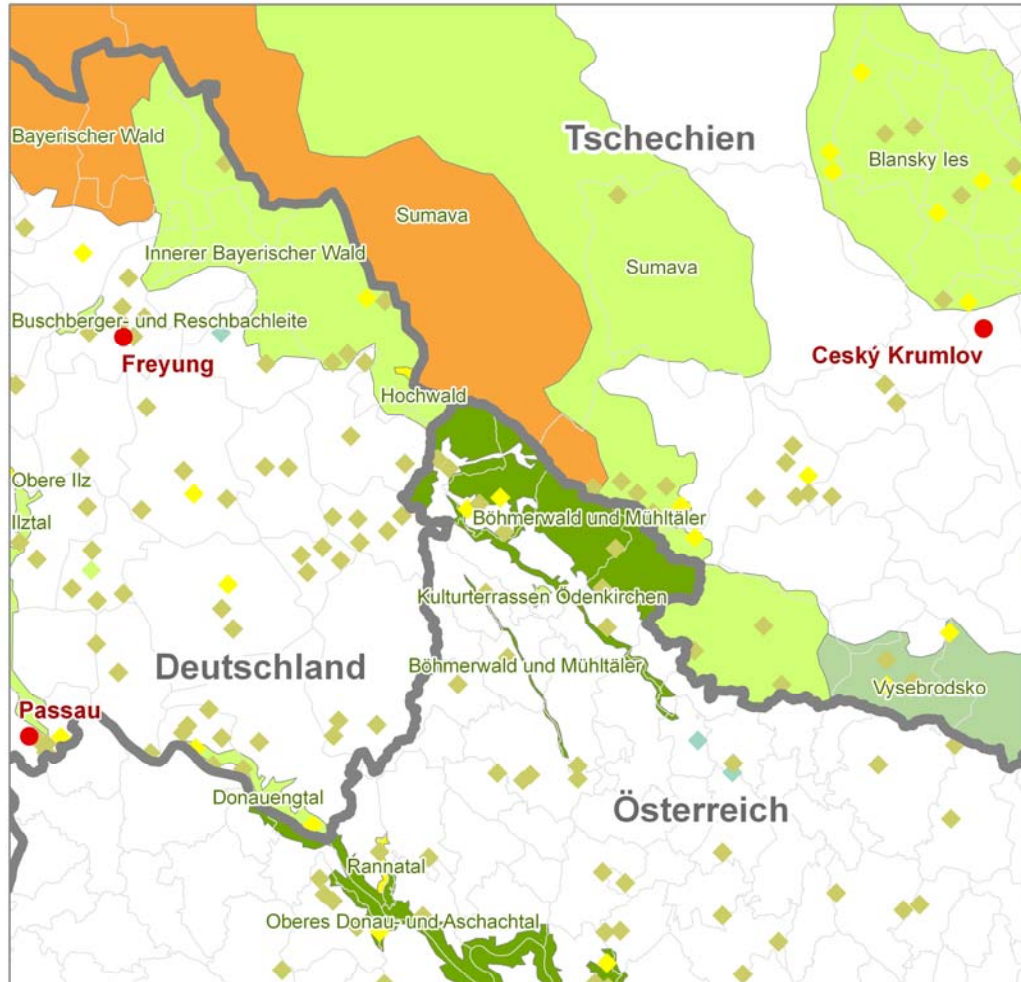 Bayerischer Wald
Tschechien
Blansky les
Sumava
Innerer Bayerischer Wald
Sumava
Buschberger- und Reschbachleite
Freyung
Ceský Krumlov
Hochwald
Obere Ilz
Ilztal
Böhmerwald und Mühltäler
Kulturterrassen Ödenkirchen
Deutschland
Böhmerwald und Mühltäler
Vysebrodsko
Passau
Donauengtal
Österreich
Rannatal
Oberes Donau- und Aschachtal